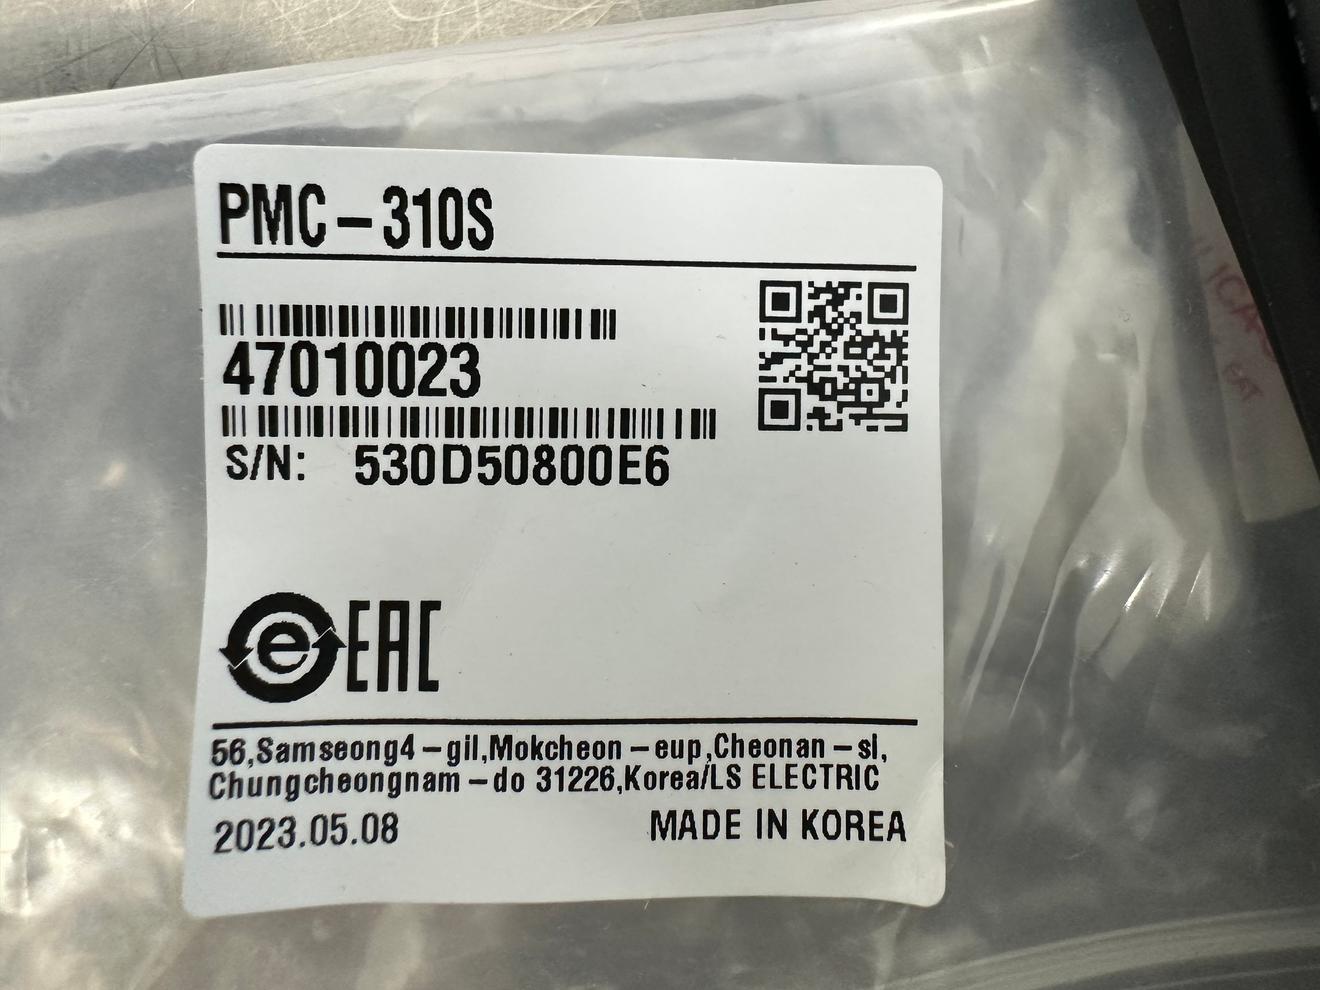 PMC-310S
47010023
S/N: 530D50800E6
e EAC
56,Samseong4-gil,Mokcheon-eup,Cheonan-si,
Chungcheongnam-do 31226,Korea/LS ELECTRIC
2023.05.08 MADE IN KOREA